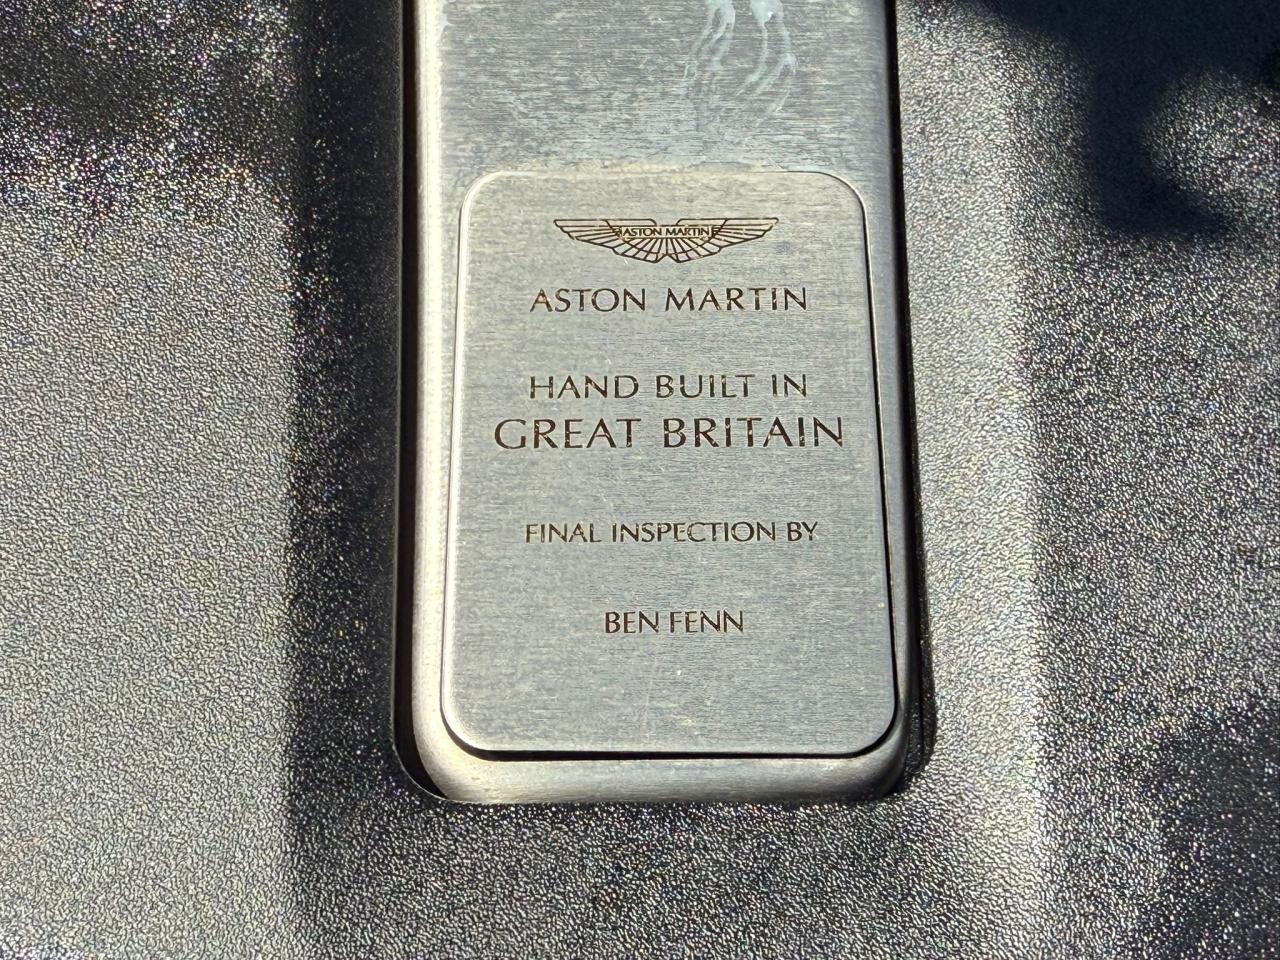 ASTON MARTIN
ASTON MARTIN
HAND BUILT IN
GREAT BRITAIN
FINAL INSPECTION BY
BEN FENN